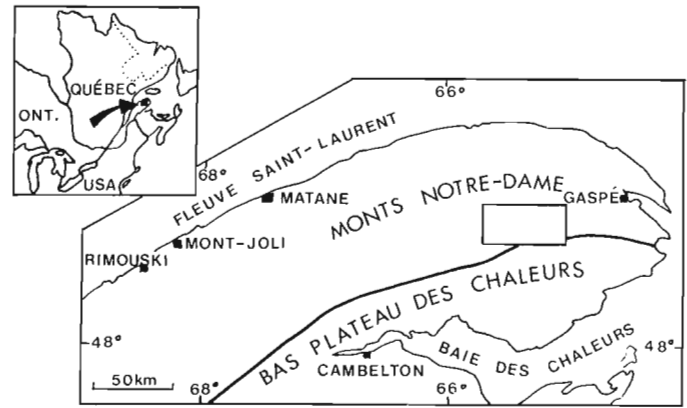 QUÉBEC
ONT.
USA
66°
68°
FLEUVE SAINT-LAURENT
MATANE
MONTS NOTRE-DAME
GASPÉ
MONT-JOLI
RIMOUSKI
BAS PLATEAU DES CHALEURS
48°
BAIE DES CHALEURS
48°
CAMBELTON
50km
68°
66°